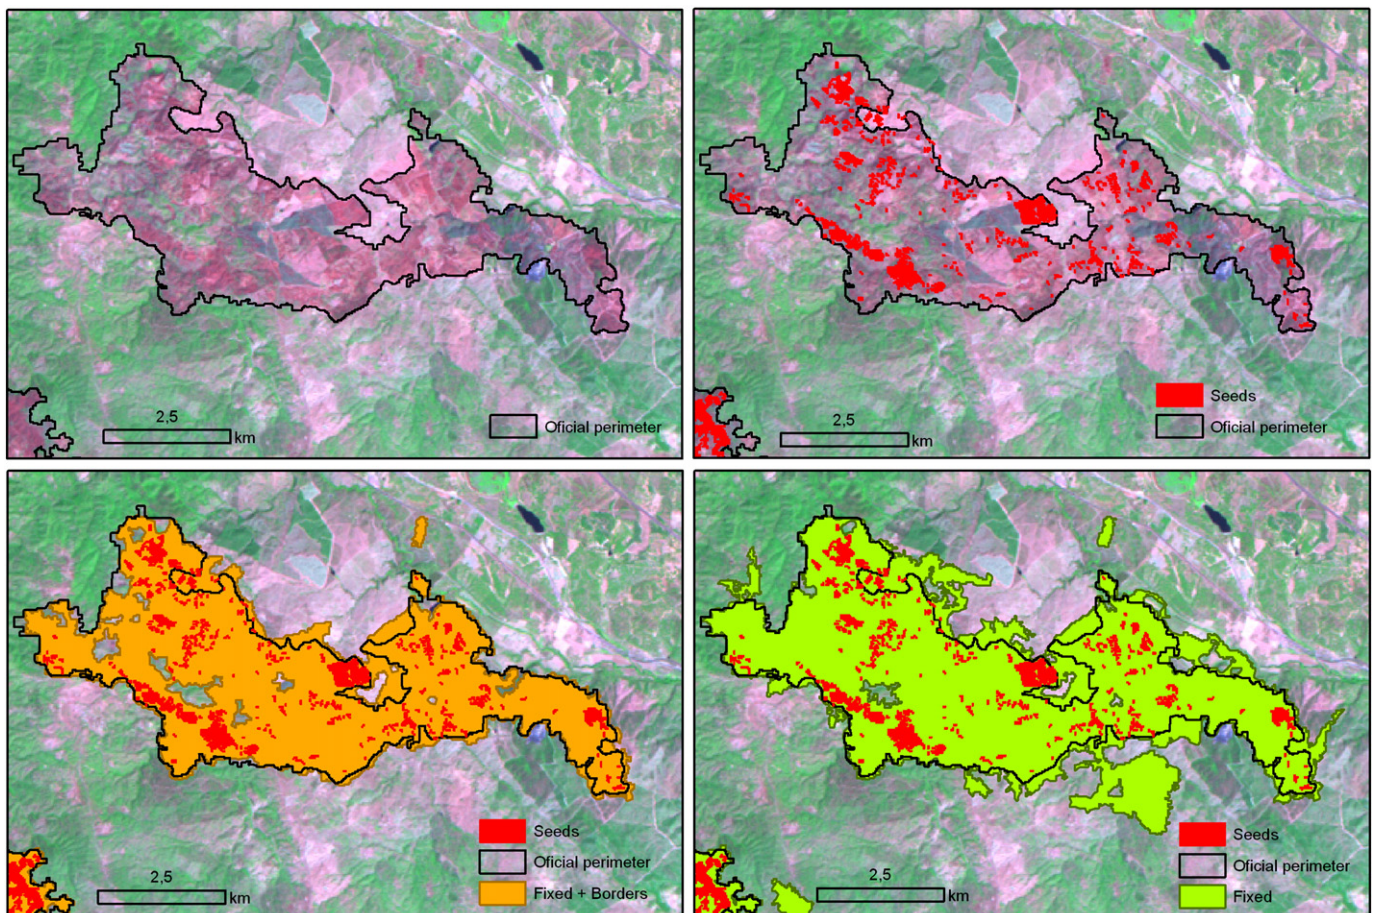 2,5
km
Oficial perimeter
Seeds
2,5
km
Oficial perimeter
Seeds
Oficial perimeter
2,5
km
Fixed + Borders
Seeds
2,5
Oficial perimeter
km
Fixed